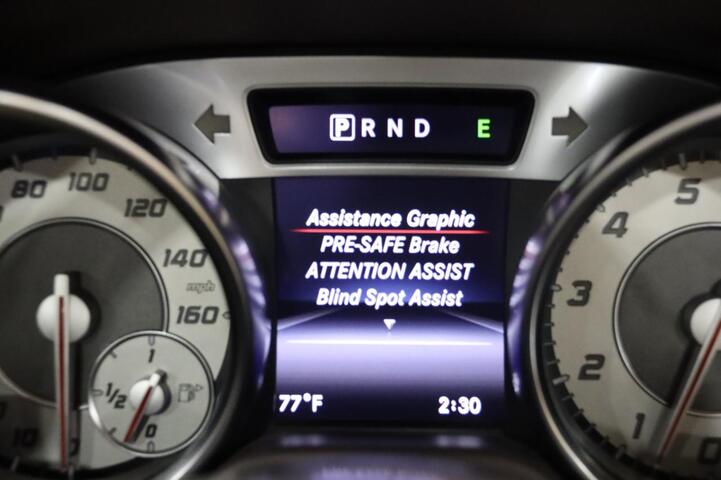 P R N D E
Assistance Graphic
PRE-SAFE Brake
ATTENTION ASSIST
Blind Spot Assist
77°F 2:30
80 100 120 140 160
mph
1 1/2 0
0
5 4 3 2 1